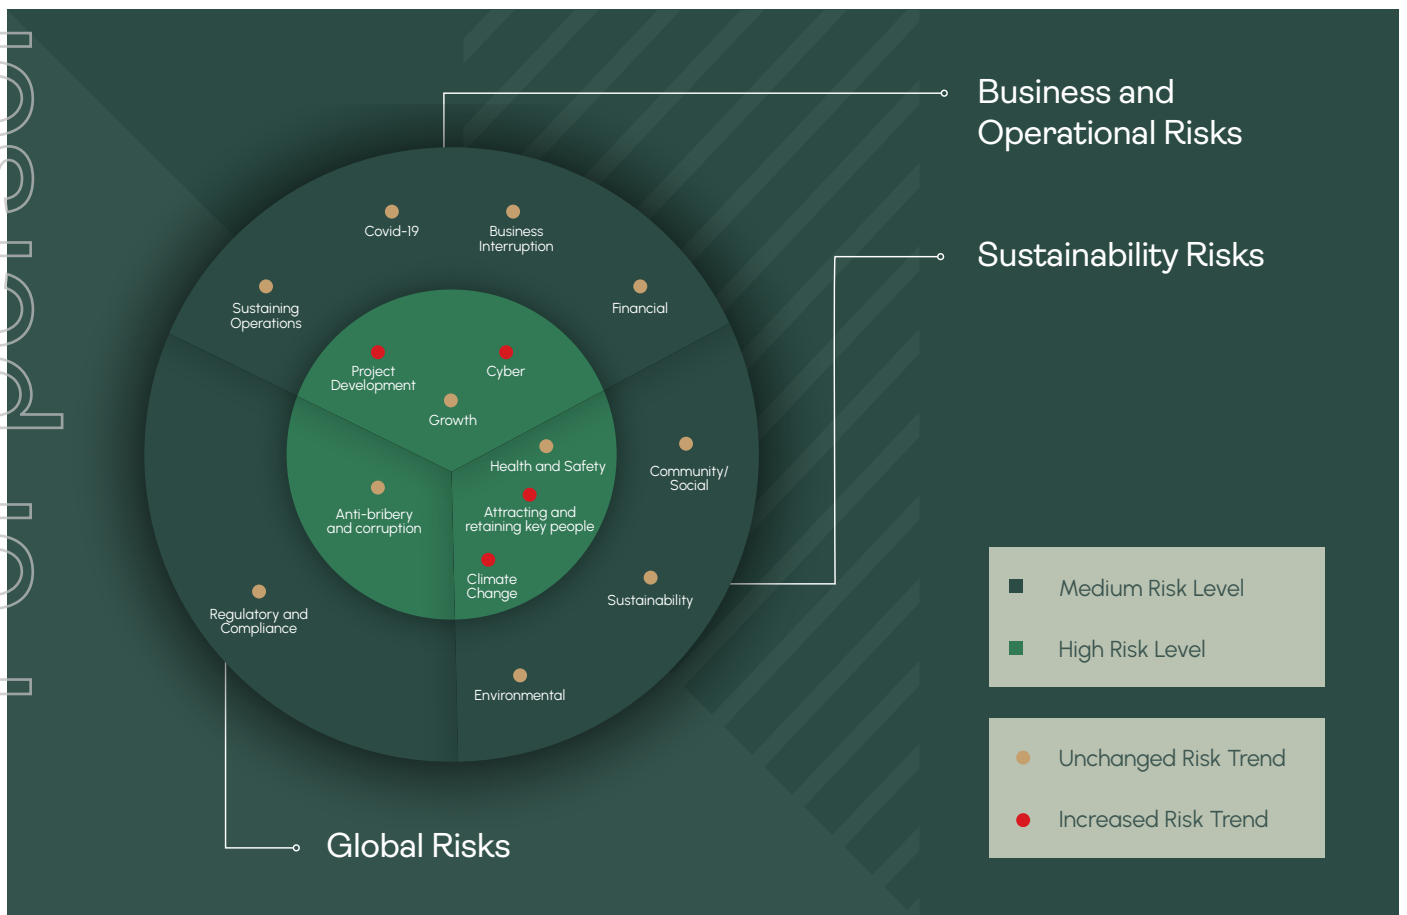 Business and
Operational Risks
Covid-19
Business
Interruption
Sustainability Risks
Sustaining
Operations
Financial
Project
Development
Cyber
Growth
Health and Safety
Community/
Social
Anti-bribery
and corruption
Attracting and
retaining key people
Climate
Change
Sustainability
Regulatory and
Compliance
Environmental
Medium Risk Level
High Risk Level
Unchanged Risk Trend
Increased Risk Trend
Global Risks